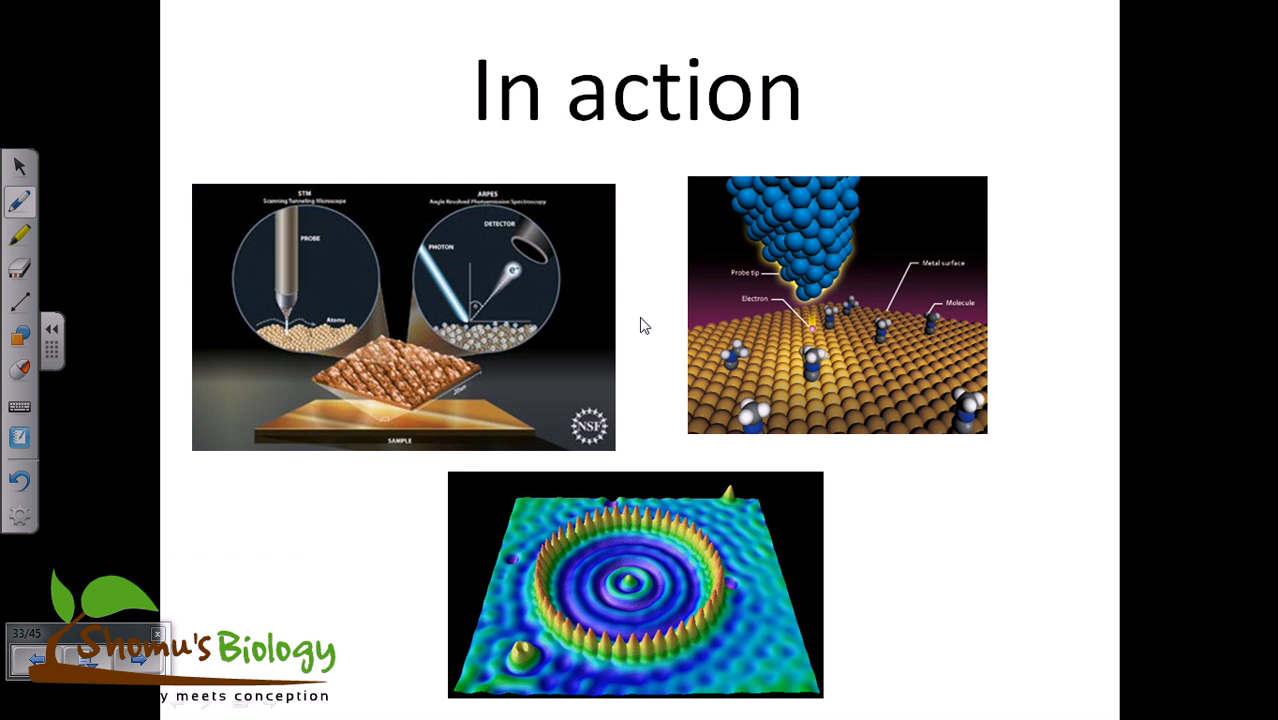 In action
STM
Scanning Tunneling Microscope
PROBE
Atoms
ARPES
Angle Resolved Photoemission Spectroscopy
DETECTOR
PHOTON
e-
θ
SAMPLE
NSF
Probe tip
Electron
Metal surface
Molecule
33/45
Shomu's Biology
y meets conception